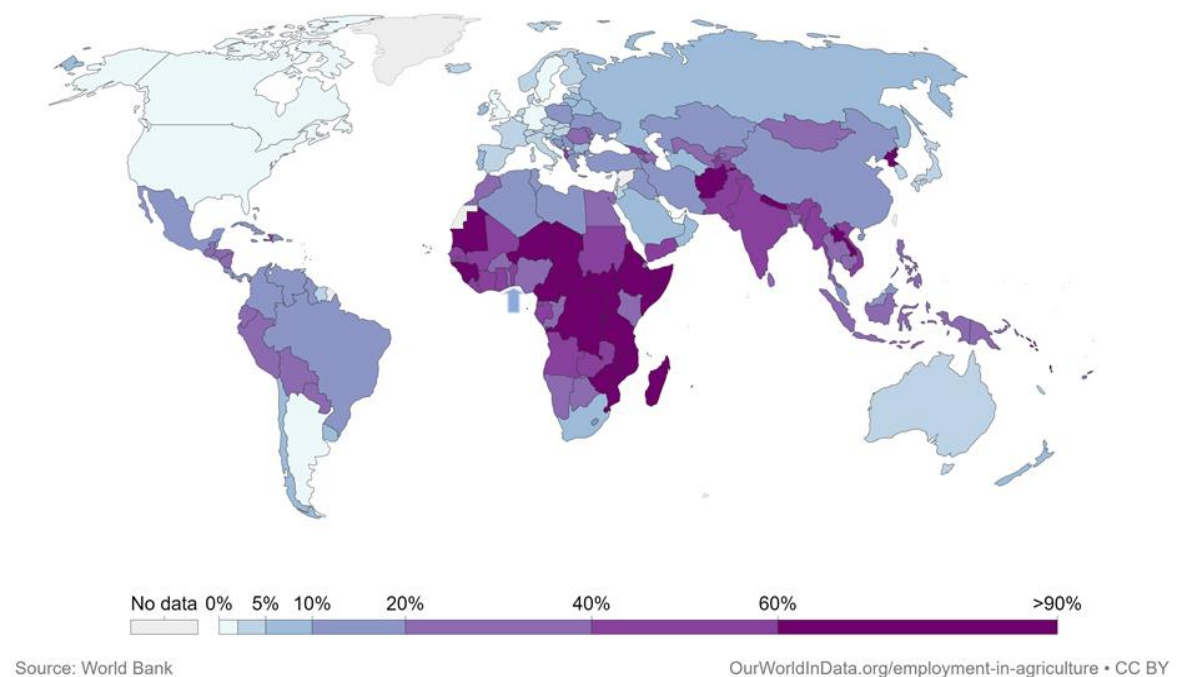 No data 0% 5% 10% 20% 40% 60% >90%
Source: World Bank OurWorldInData.org/employment-in-agriculture • CC BY